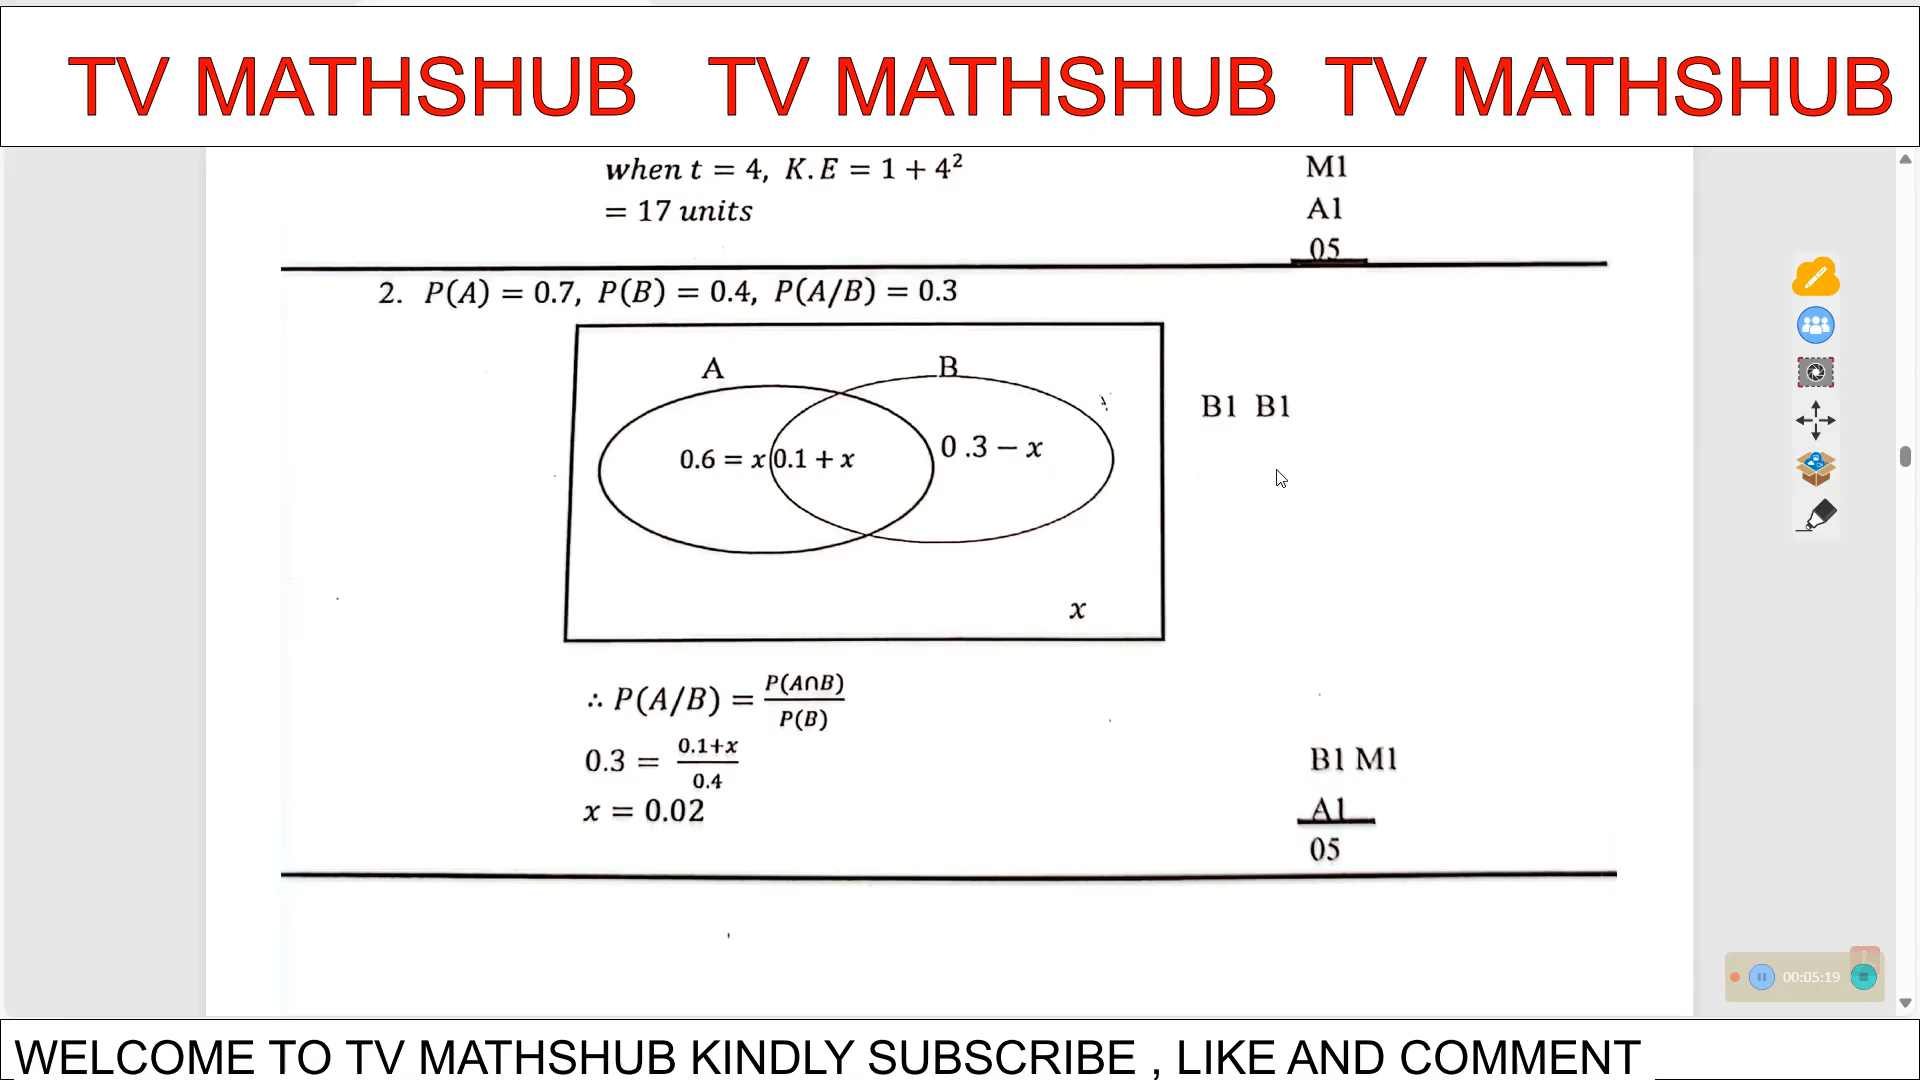 TV MATHSHUB TV MATHSHUB TV MATHSHUB
when t = 4, K.E = 1 + 4² M1
= 17 units A1
05
2. P(A) = 0.7, P(B) = 0.4, P(A/B) = 0.3
A B
B1 B1
0.6 = x 0.1 + x 0 .3 − x
x
∴ P(A/B) = P(A∩B)/P(B)
0.3 = 0.1+x/0.4 B1 M1
x = 0.02 A1
05
00:05:19
WELCOME TO TV MATHSHUB KINDLY SUBSCRIBE , LIKE AND COMMENT